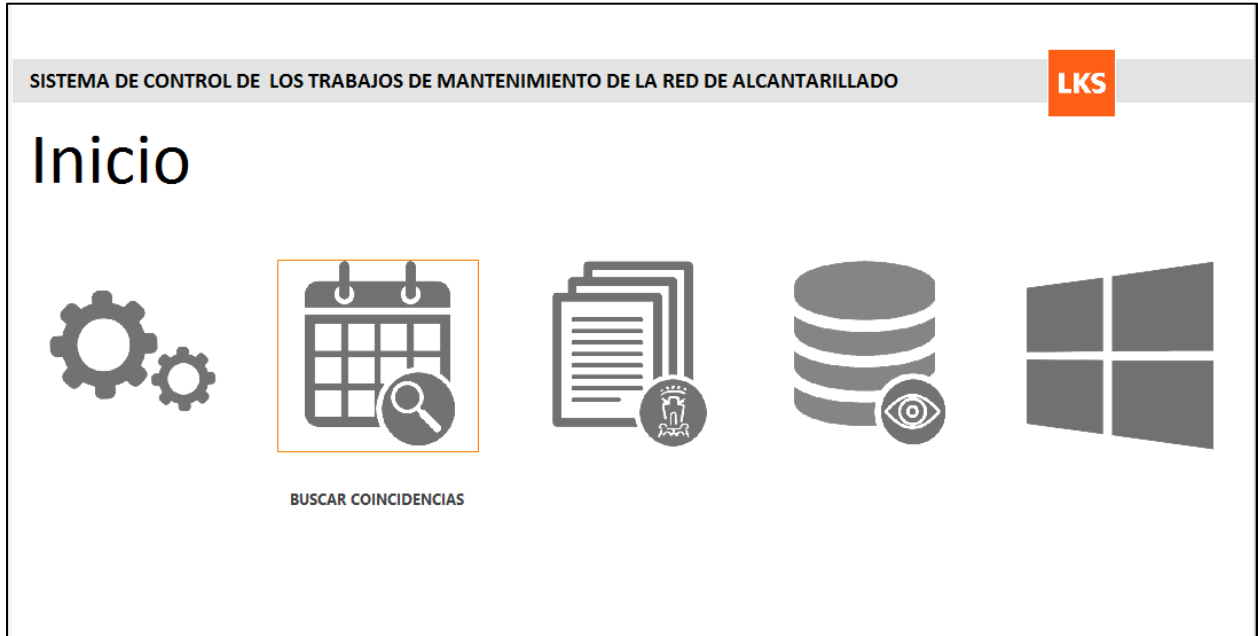 SISTEMA DE CONTROL DE  LOS TRABAJOS DE MANTENIMIENTO DE LA RED DE ALCANTARILLADO
LKS
Inicio
BUSCAR COINCIDENCIAS